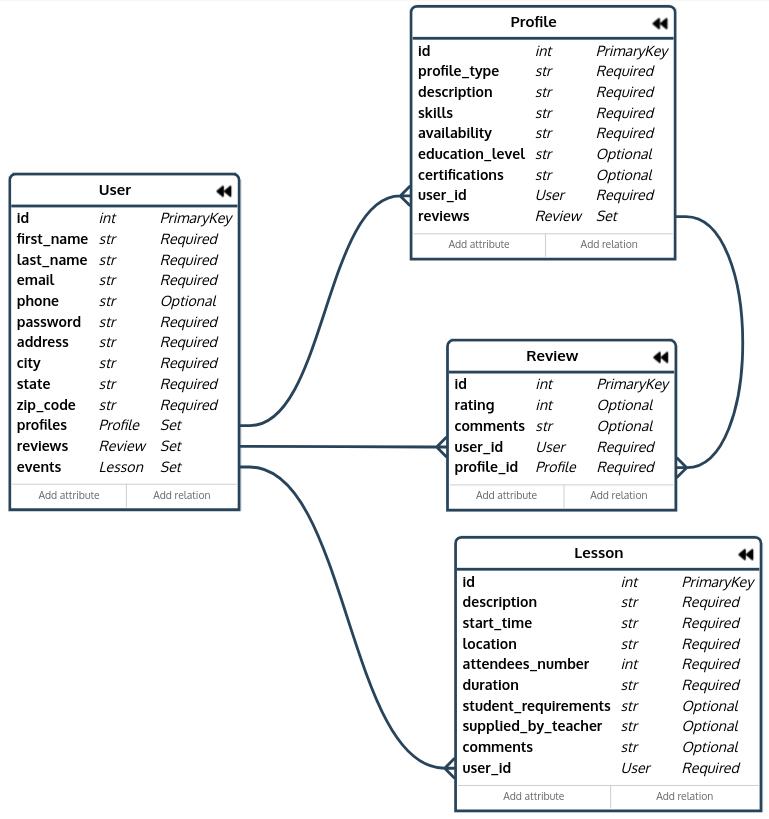 Profile
id int PrimaryKey
profile_type str Required
description str Required
skills str Required
availability str Required
education_level str Optional
certifications str Optional
user_id User Required
reviews Review Set
Add attribute Add relation
User
id int PrimaryKey
first_name str Required
last_name str Required
email str Required
phone str Optional
password str Required
address str Required
city str Required
state str Required
zip_code str Required
profiles Profile Set
reviews Review Set
events Lesson Set
Add attribute Add relation
Review
id int PrimaryKey
rating int Optional
comments str Optional
user_id User Required
profile_id Profile Required
Add attribute Add relation
Lesson
id int PrimaryKey
description str Required
start_time str Required
location str Required
attendees_number int Required
duration str Required
student_requirements str Optional
supplied_by_teacher str Optional
comments str Optional
user_id User Required
Add attribute Add relation